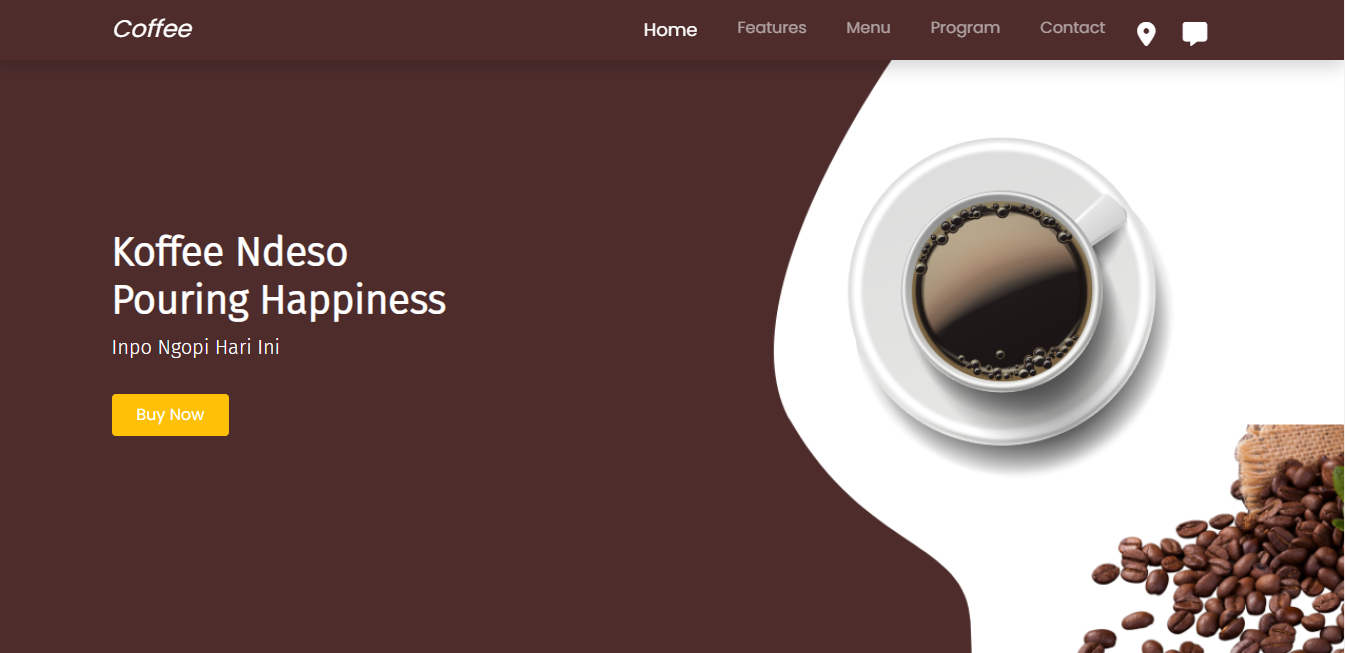 Coffee
Home Features Menu Program Contact
Koffee Ndeso
Pouring Happiness
Inpo Ngopi Hari Ini
Buy Now